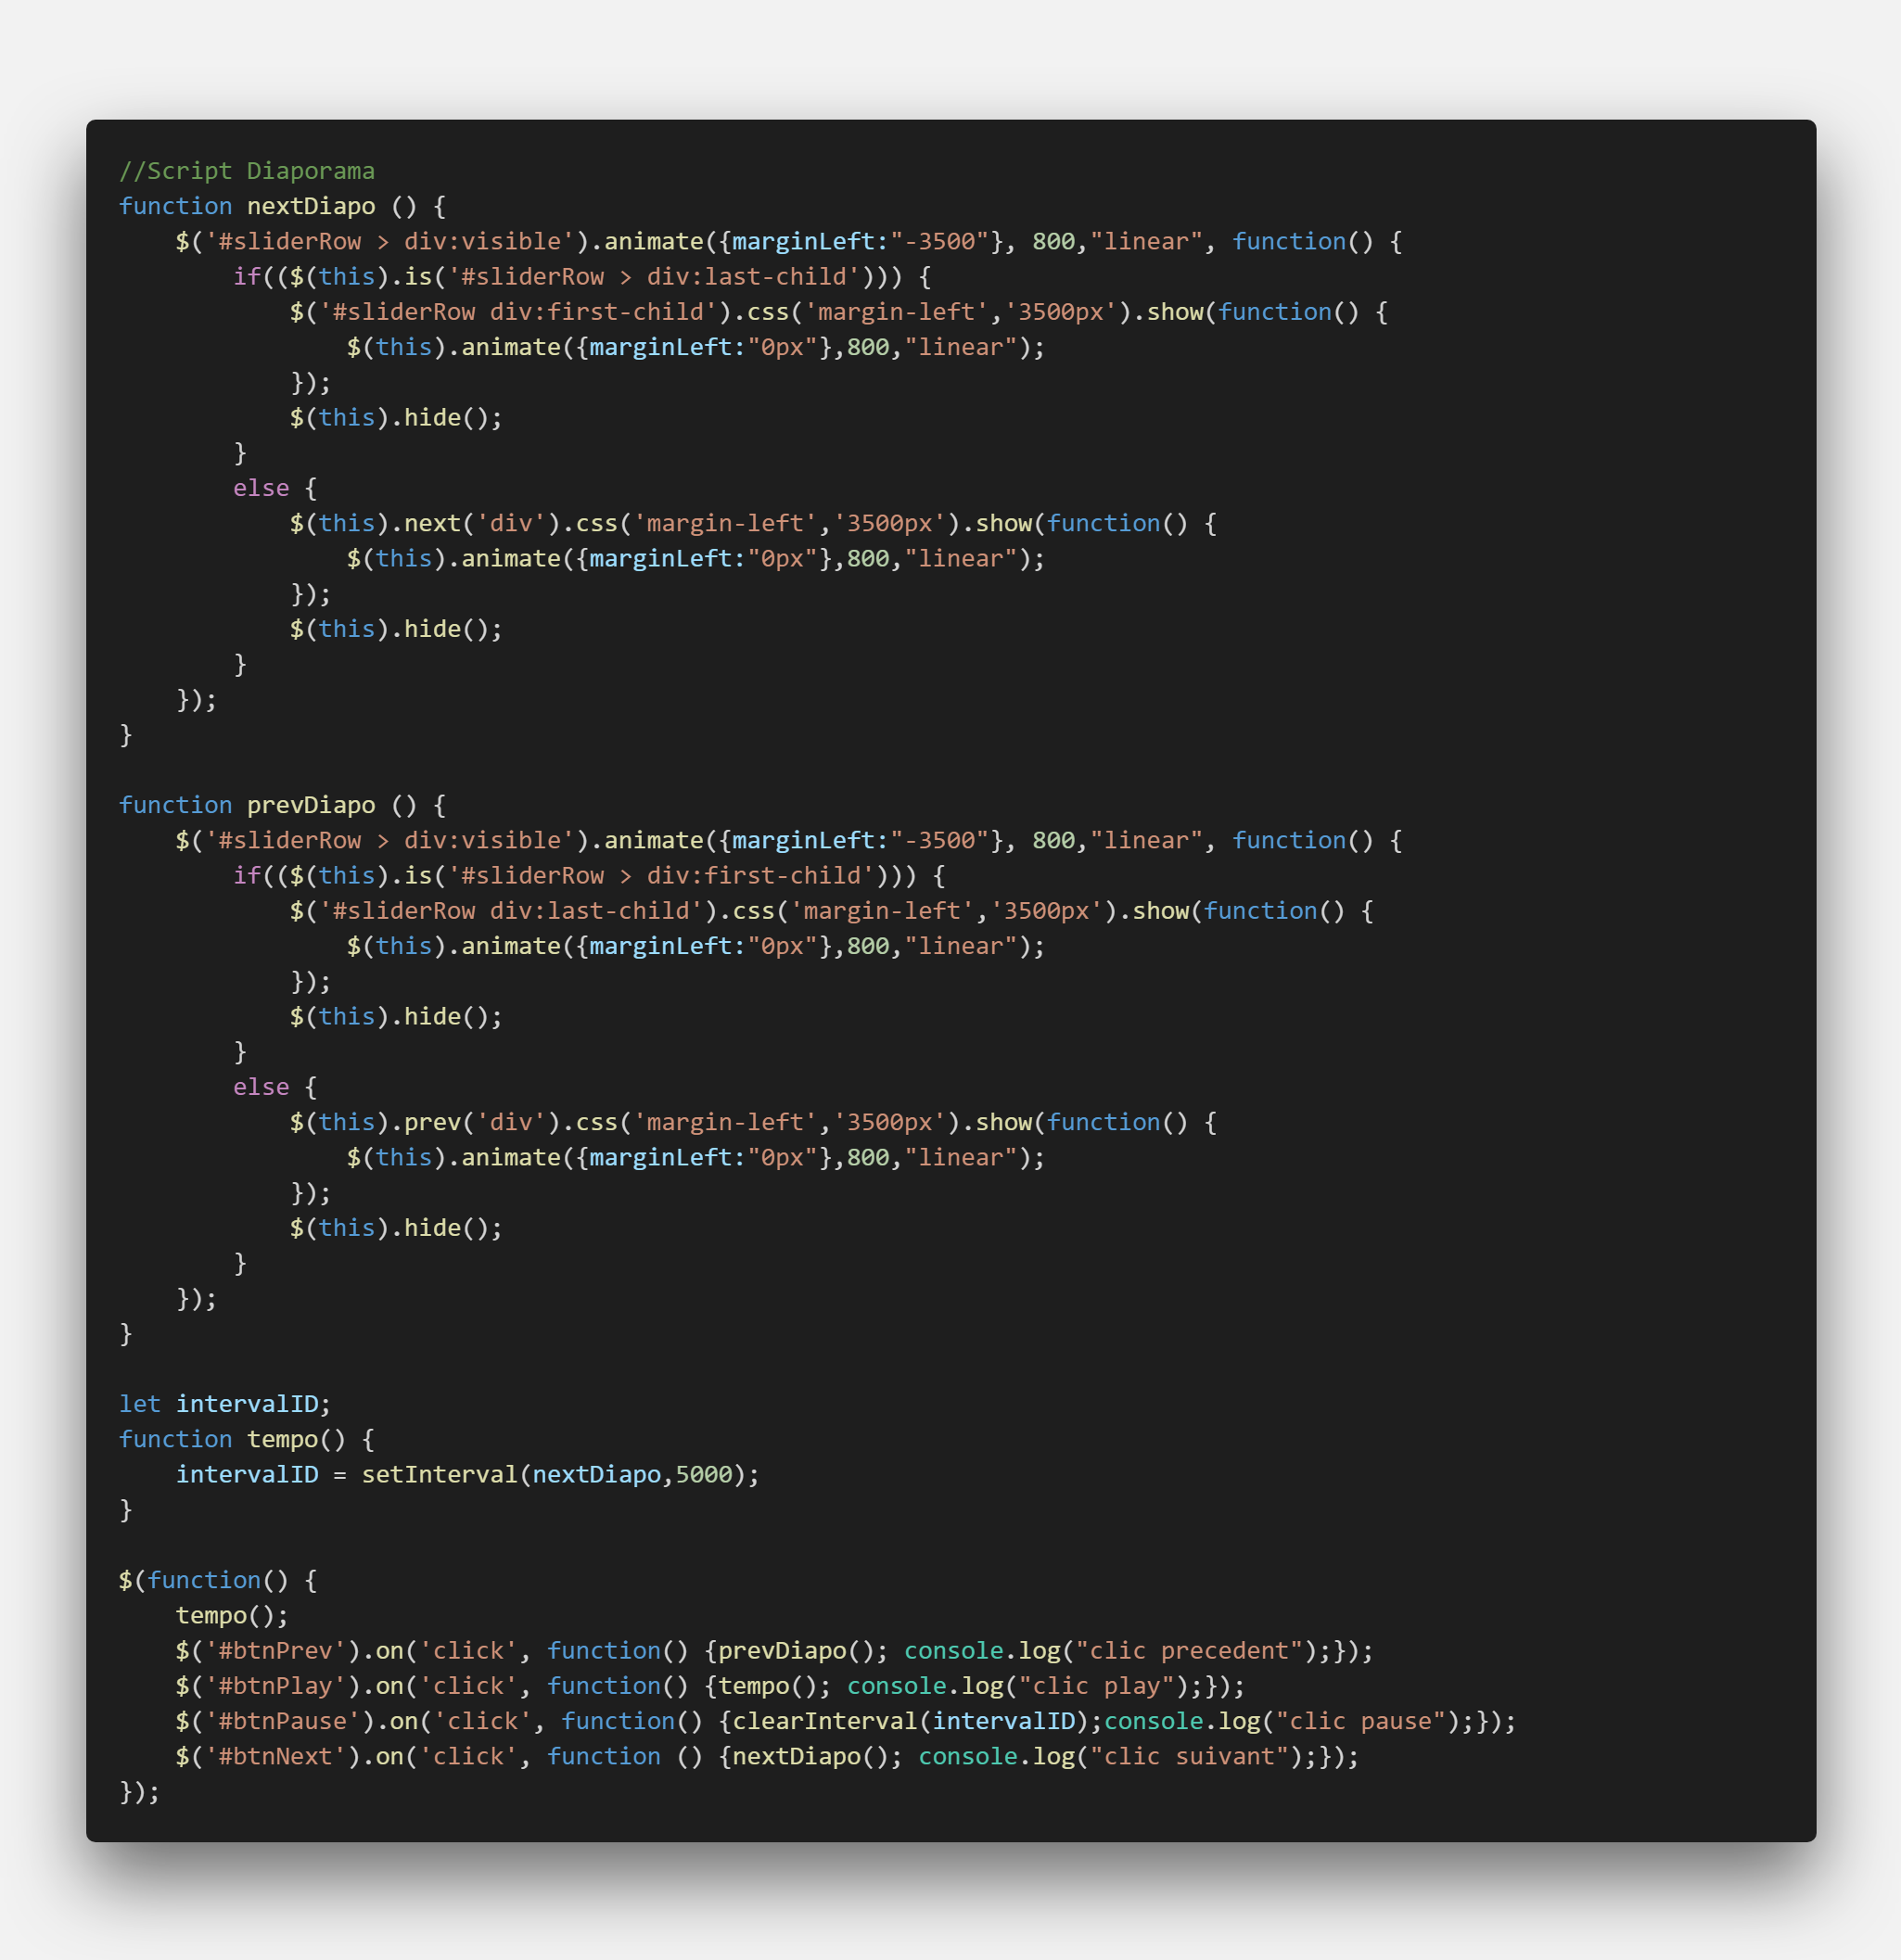 //Script Diaporama
function nextDiapo () {
    $('#sliderRow > div:visible').animate({marginLeft:"-3500"}, 800,"linear", function() {
        if(($(this).is('#sliderRow > div:last-child'))) {
            $('#sliderRow div:first-child').css('margin-left','3500px').show(function() {
                $(this).animate({marginLeft:"0px"},800,"linear");
            });
            $(this).hide();
        }
        else {
            $(this).next('div').css('margin-left','3500px').show(function() {
                $(this).animate({marginLeft:"0px"},800,"linear");
            });
            $(this).hide();
        }
    });
}

function prevDiapo () {
    $('#sliderRow > div:visible').animate({marginLeft:"-3500"}, 800,"linear", function() {
        if(($(this).is('#sliderRow > div:first-child'))) {
            $('#sliderRow div:last-child').css('margin-left','3500px').show(function() {
                $(this).animate({marginLeft:"0px"},800,"linear");
            });
            $(this).hide();
        }
        else {
            $(this).prev('div').css('margin-left','3500px').show(function() {
                $(this).animate({marginLeft:"0px"},800,"linear");
            });
            $(this).hide();
        }
    });
}

let intervalID;
function tempo() {
    intervalID = setInterval(nextDiapo,5000);
}

$(function() {
    tempo();
    $('#btnPrev').on('click', function() {prevDiapo(); console.log("clic precedent");});
    $('#btnPlay').on('click', function() {tempo(); console.log("clic play");});
    $('#btnPause').on('click', function() {clearInterval(intervalID);console.log("clic pause");});
    $('#btnNext').on('click', function () {nextDiapo(); console.log("clic suivant");});
});